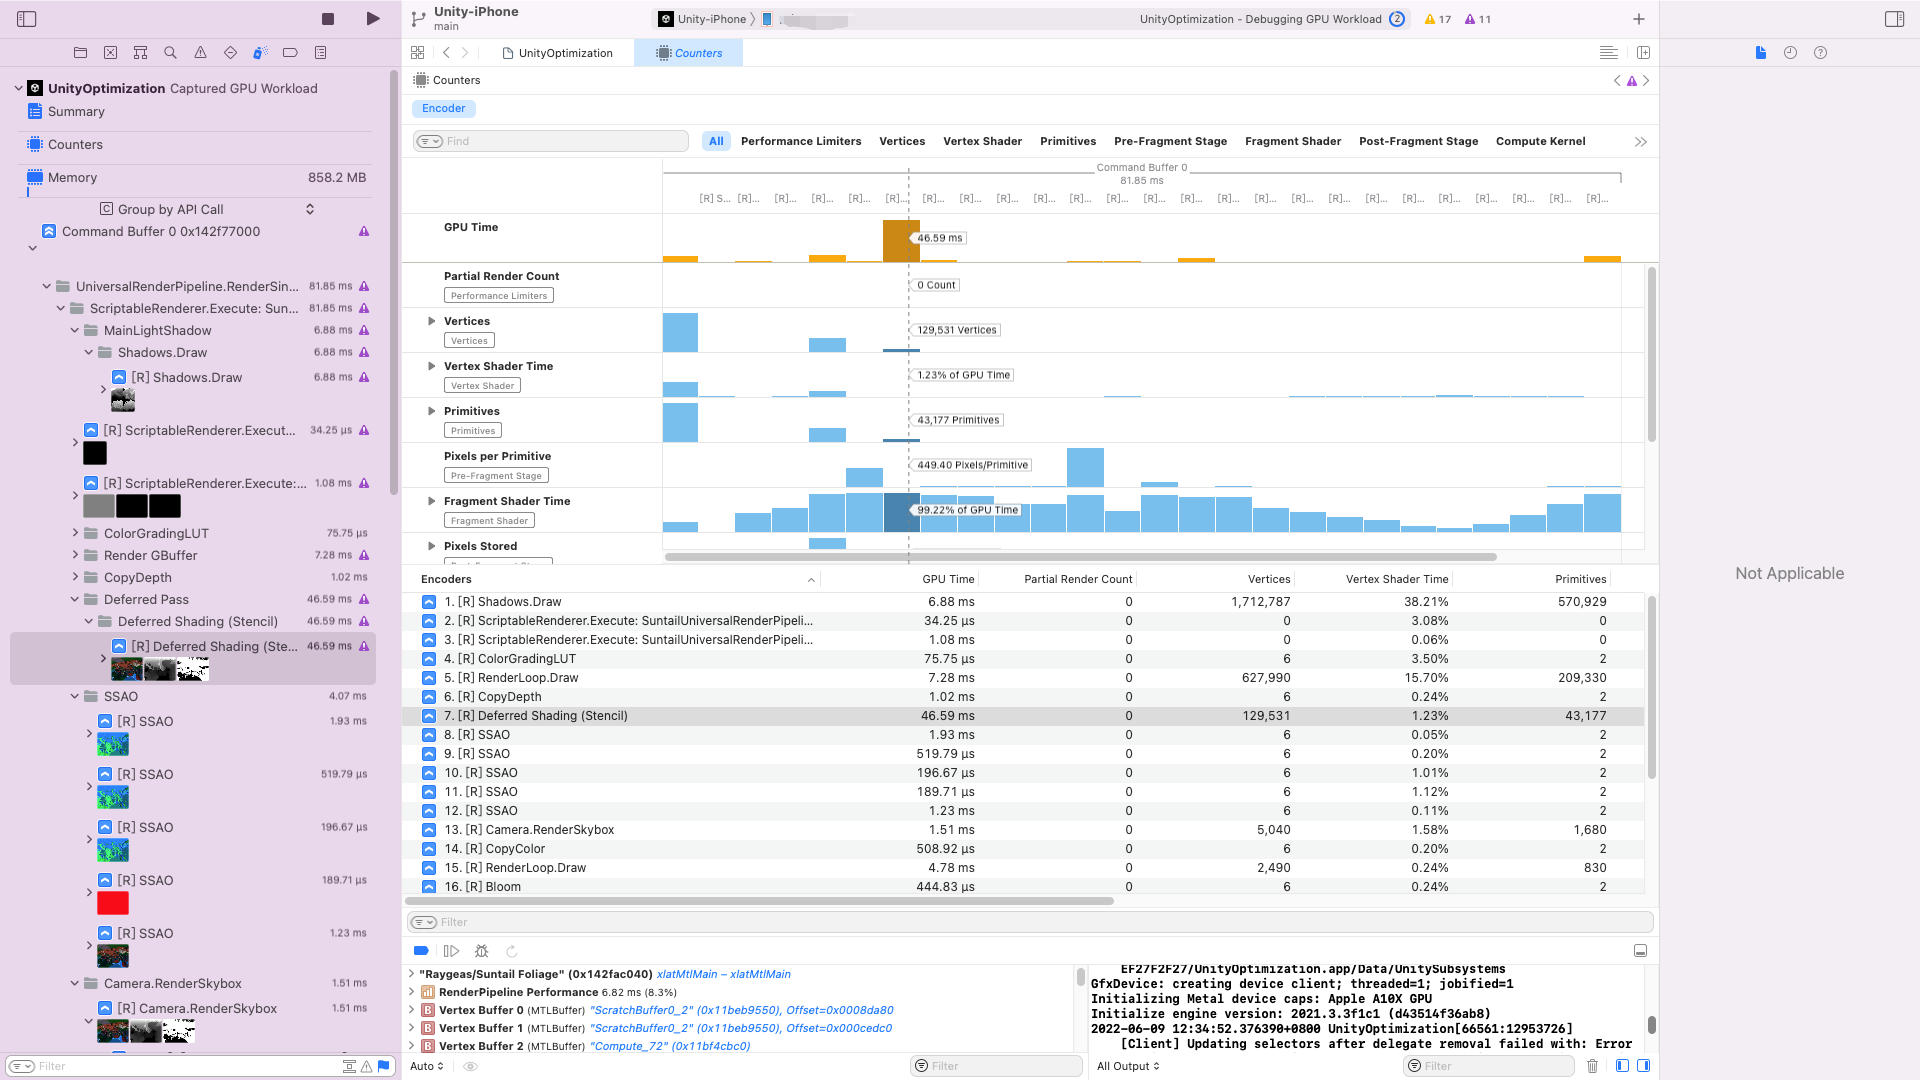 Unity-iPhone
main
Unity-iPhone
UnityOptimization - Debugging GPU Workload 2 17 11
UnityOptimization
Counters
Counters
Encoder
Find
All Performance Limiters Vertices Vertex Shader Primitives Pre-Fragment Stage Fragment Shader Post-Fragment Stage Compute Kernel
UnityOptimization Captured GPU Workload
Summary
Counters
Memory 858.2 MB
Group by API Call
Command Buffer 0 0x142f77000
UniversalRenderPipeline.RenderSin... 81.85 ms
ScriptableRenderer.Execute: Sun... 81.85 ms
MainLightShadow 6.88 ms
Shadows.Draw 6.88 ms
[R] Shadows.Draw 6.88 ms
[R] ScriptableRenderer.Execut... 34.25 µs
[R] ScriptableRenderer.Execute:... 1.08 ms
ColorGradingLUT 75.75 µs
Render GBuffer 7.28 ms
CopyDepth 1.02 ms
Deferred Pass 46.59 ms
Deferred Shading (Stencil) 46.59 ms
[R] Deferred Shading (Ste... 46.59 ms
SSAO 4.07 ms
[R] SSAO 1.93 ms
[R] SSAO 519.79 µs
[R] SSAO 196.67 µs
[R] SSAO 189.71 µs
[R] SSAO 1.23 ms
Camera.RenderSkybox 1.51 ms
[R] Camera.RenderSkybox 1.51 ms
Filter
Command Buffer 0
81.85 ms
[R] S... [R]... [R]... [R]... [R]... [R]... [R]... [R]... [R]... [R]... [R]... [R]... [R]... [R]... [R]... [R]... [R]... [R]... [R]... [R]... [R]... [R]... [R]... [R]... [R]...
GPU Time
46.59 ms
Partial Render Count
Performance Limiters
0 Count
Vertices
Vertices
129,531 Vertices
Vertex Shader Time
Vertex Shader
1.23% of GPU Time
Primitives
Primitives
43,177 Primitives
Pixels per Primitive
Pre-Fragment Stage
449.40 Pixels/Primitive
Fragment Shader Time
Fragment Shader
99.22% of GPU Time
Pixels Stored
Encoders GPU Time Partial Render Count Vertices Vertex Shader Time Primitives
1. [R] Shadows.Draw 6.88 ms 0 1,712,787 38.21% 570,929
2. [R] ScriptableRenderer.Execute: SuntailUniversalRenderPipeli... 34.25 µs 0 0 3.08% 0
3. [R] ScriptableRenderer.Execute: SuntailUniversalRenderPipeli... 1.08 ms 0 0 0.06% 0
4. [R] ColorGradingLUT 75.75 µs 0 6 3.50% 2
5. [R] RenderLoop.Draw 7.28 ms 0 627,990 15.70% 209,330
6. [R] CopyDepth 1.02 ms 0 6 0.24% 2
7. [R] Deferred Shading (Stencil) 46.59 ms 0 129,531 1.23% 43,177
8. [R] SSAO 1.93 ms 0 6 0.05% 2
9. [R] SSAO 519.79 µs 0 6 0.20% 2
10. [R] SSAO 196.67 µs 0 6 1.01% 2
11. [R] SSAO 189.71 µs 0 6 1.12% 2
12. [R] SSAO 1.23 ms 0 6 0.11% 2
13. [R] Camera.RenderSkybox 1.51 ms 0 5,040 1.58% 1,680
14. [R] CopyColor 508.92 µs 0 6 0.20% 2
15. [R] RenderLoop.Draw 4.78 ms 0 2,490 0.24% 830
16. [R] Bloom 444.83 µs 0 6 0.24% 2
Filter
"Raygeas/Suntail Foliage" (0x142fac040) xlatMtlMain – xlatMtlMain
RenderPipeline Performance 6.82 ms (8.3%)
B Vertex Buffer 0 (MTLBuffer) "ScratchBuffer0_2" (0x11beb9550), Offset=0x0008da80
B Vertex Buffer 1 (MTLBuffer) "ScratchBuffer0_2" (0x11beb9550), Offset=0x000cedc0
B Vertex Buffer 2 (MTLBuffer) "Compute_72" (0x11bf4cbc0)
Auto
Filter
EF27F2F27/UnityOptimization.app/Data/UnitySubsystems
GfxDevice: creating device client; threaded=1; jobified=1
Initializing Metal device caps: Apple A10X GPU
Initialize engine version: 2021.3.3f1c1 (d43514f36ab8)
2022-06-09 12:34:52.376390+0800 UnityOptimization[66561:12953726]
[Client] Updating selectors after delegate removal failed with: Error
All Output
Filter
Not Applicable